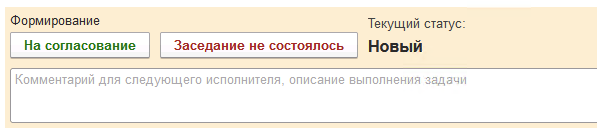 Формирование
На согласование Заседание не состоялось
Текущий статус:
Новый
Комментарий для следующего исполнителя, описание выполнения задачи